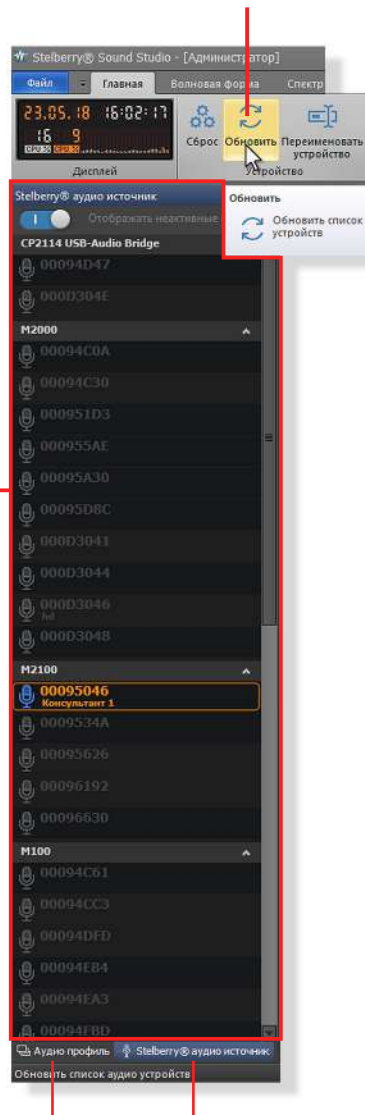 Stelberry® Sound Studio - [Администратор]
Файл Главная Волновая форма Спектр
23.05.18 16:02:17
16 9
Сброс Обновить Переименовать устройство
Дисплей Устройство
Stelberry® аудио источник
Обновить
Обновить список устройств
Отображать неактивные
CP2114 USB-Audio Bridge
00094D47
000D304E
M2000
00094C0A
00094C30
000951D3
000955AE
00095A30
00095D8C
000D3041
000D3044
000D3046
000D3048
M2100
00095046
Консультант 1
0009534A
00095626
00096192
00096630
M100
00094C61
00094CC3
00094DFD
00094E84
00094EA3
00094FBD
Аудио профиль Stelberry® аудио источник
Обновить список аудио устройств